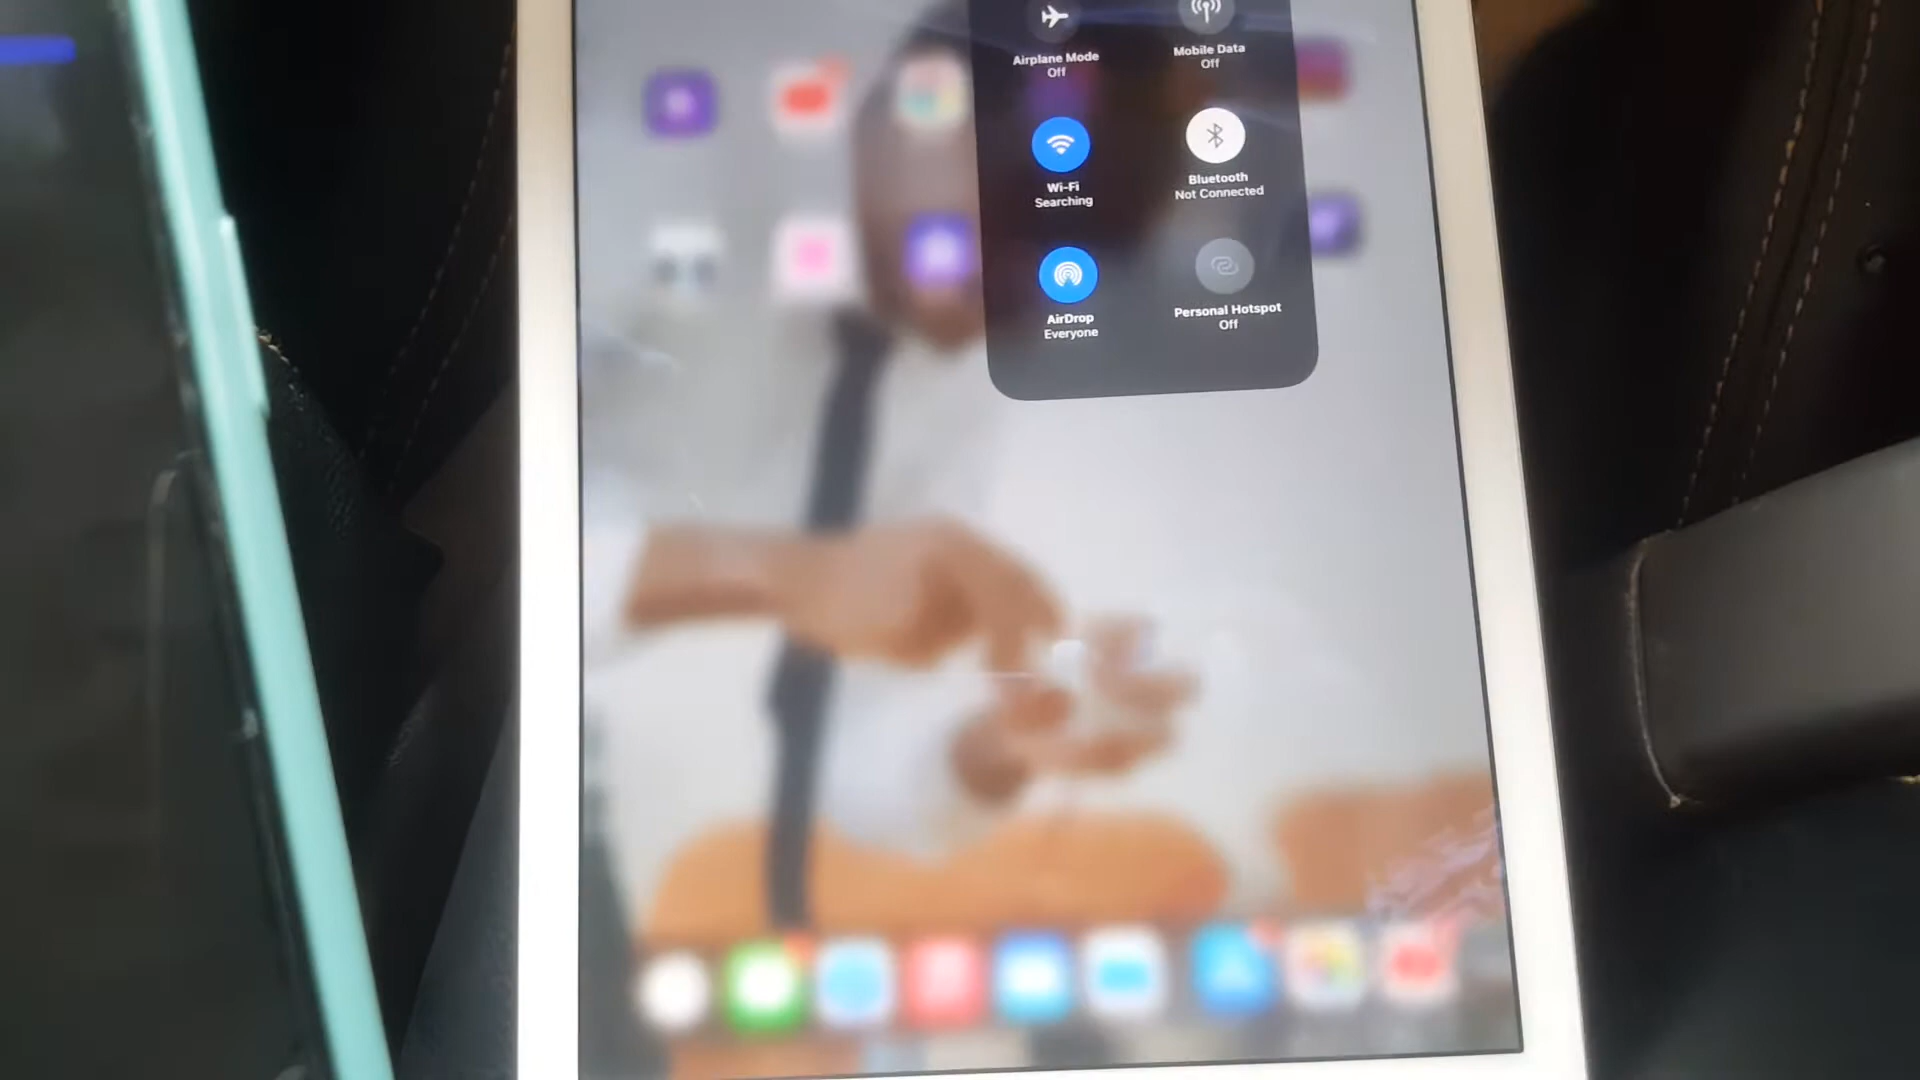 Airplane Mode
Off
Mobile Data
Off
Wi-Fi
Searching
Bluetooth
Not Connected
AirDrop
Everyone
Personal Hotspot
Off